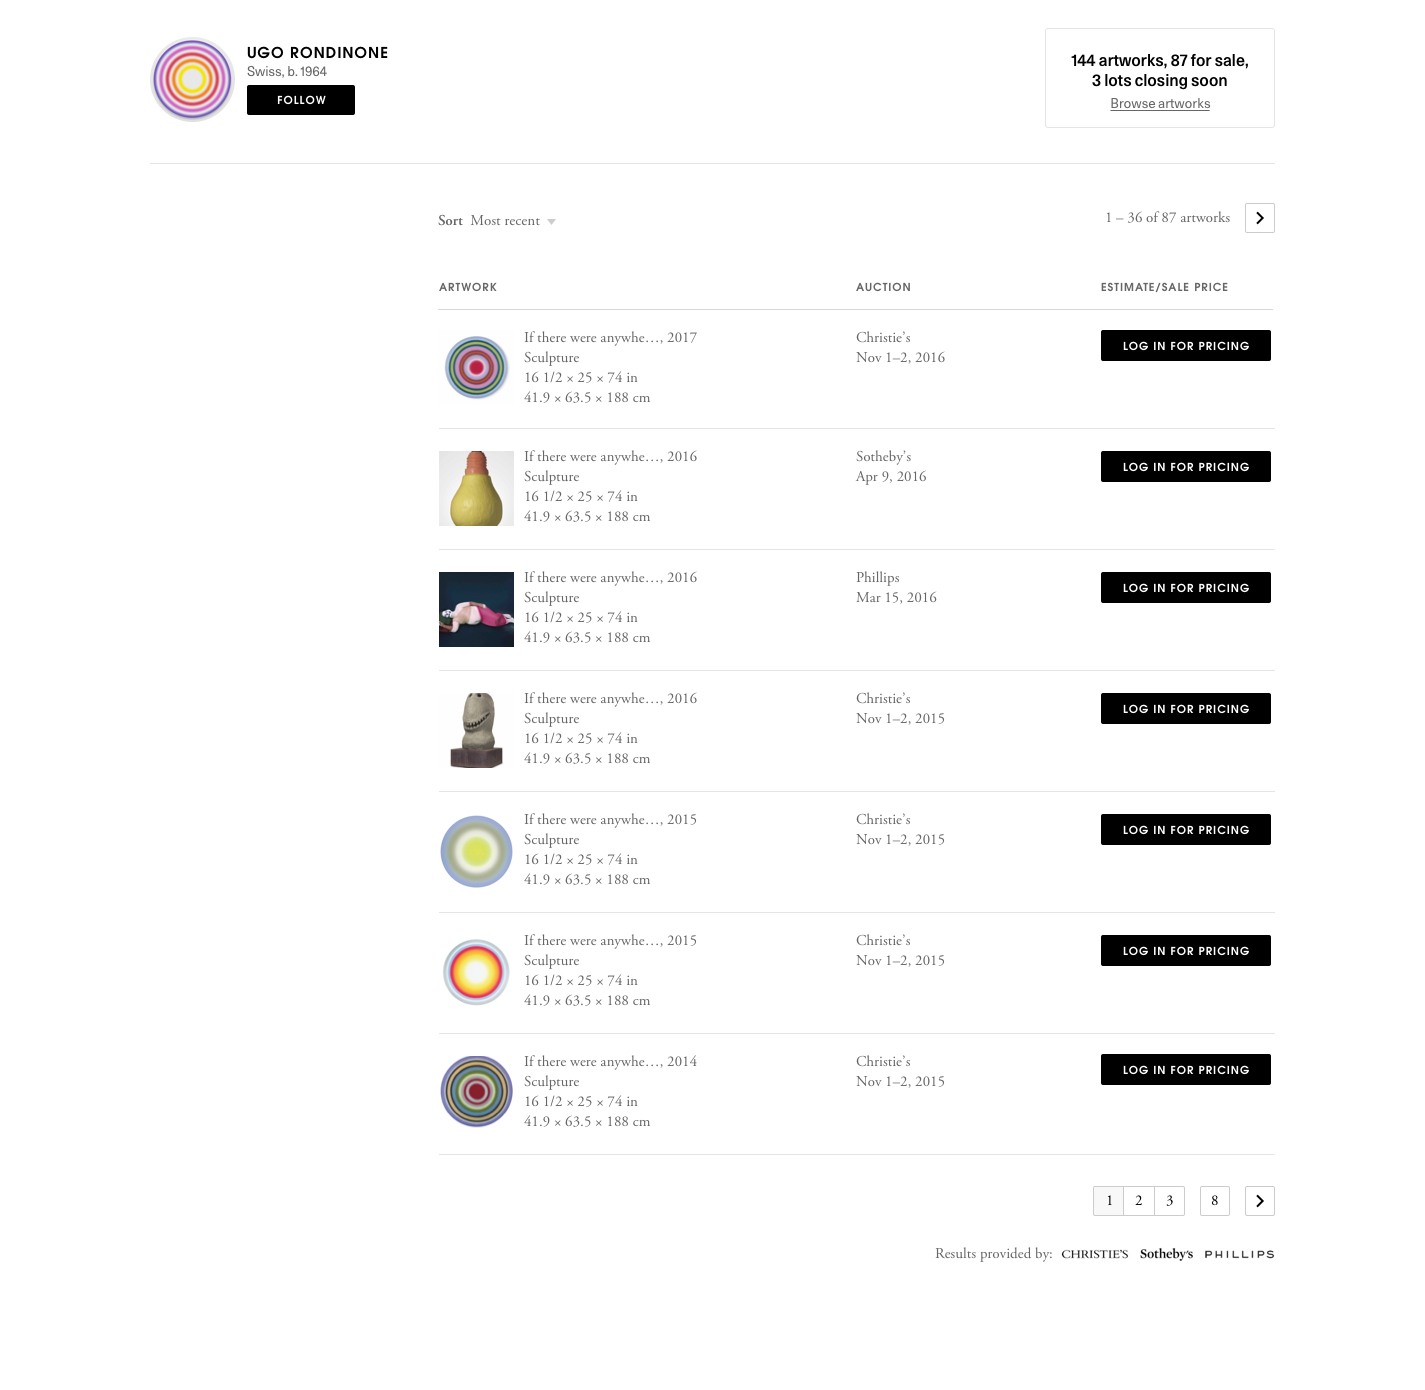 UGO RONDINONE
Swiss, b. 1964
FOLLOW
144 artworks, 87 for sale,
3 lots closing soon
Browse artworks
Sort Most recent
1 – 36 of 87 artworks
ARTWORK AUCTION ESTIMATE/SALE PRICE
If there were anywhe…, 2017 Christie’s LOG IN FOR PRICING
Sculpture Nov 1–2, 2016
16 1/2 × 25 × 74 in
41.9 × 63.5 × 188 cm
If there were anywhe…, 2016 Sotheby’s LOG IN FOR PRICING
Sculpture Apr 9, 2016
16 1/2 × 25 × 74 in
41.9 × 63.5 × 188 cm
If there were anywhe…, 2016 Phillips LOG IN FOR PRICING
Sculpture Mar 15, 2016
16 1/2 × 25 × 74 in
41.9 × 63.5 × 188 cm
If there were anywhe…, 2016 Christie’s LOG IN FOR PRICING
Sculpture Nov 1–2, 2015
16 1/2 × 25 × 74 in
41.9 × 63.5 × 188 cm
If there were anywhe…, 2015 Christie’s LOG IN FOR PRICING
Sculpture Nov 1–2, 2015
16 1/2 × 25 × 74 in
41.9 × 63.5 × 188 cm
If there were anywhe…, 2015 Christie’s LOG IN FOR PRICING
Sculpture Nov 1–2, 2015
16 1/2 × 25 × 74 in
41.9 × 63.5 × 188 cm
If there were anywhe…, 2014 Christie’s LOG IN FOR PRICING
Sculpture Nov 1–2, 2015
16 1/2 × 25 × 74 in
41.9 × 63.5 × 188 cm
1 2 3 8
Results provided by: CHRISTIE’S Sotheby’s PHILLIPS